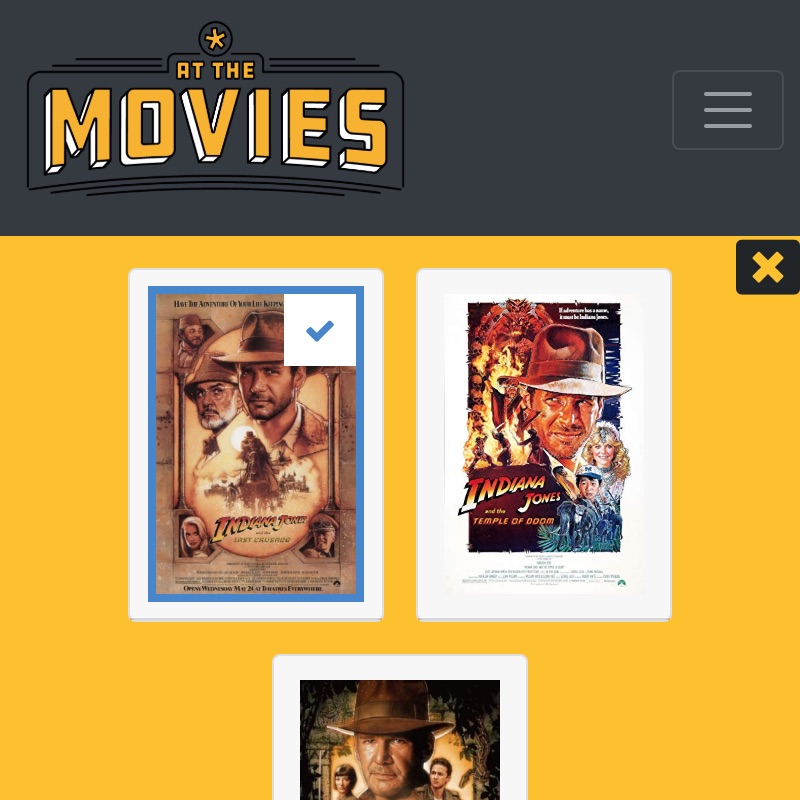 AT THE
MOVIES
HAVE THE ADVENTURE OF YOUR LIFE KEEPING
INDIANA JONES
and the
LAST CRUSADE
OPENS WEDNESDAY MAY 24 AT THEATRES EVERYWHERE.
If adventure has a name,
it must be Indiana Jones.
INDIANA
JONES
and the
TEMPLE OF DOOM